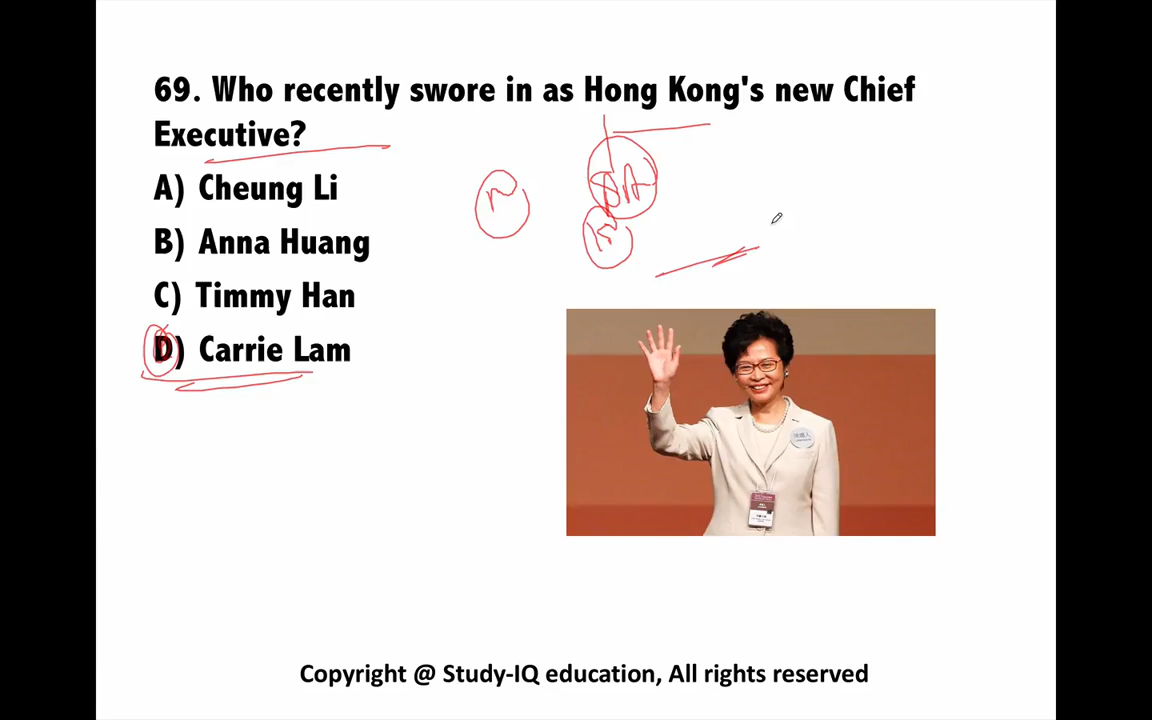 69. Who recently swore in as Hong Kong's new Chief
Executive?
A) Cheung Li
B) Anna Huang
C) Timmy Han
D) Carrie Lam
Copyright @ Study-IQ education, All rights reserved